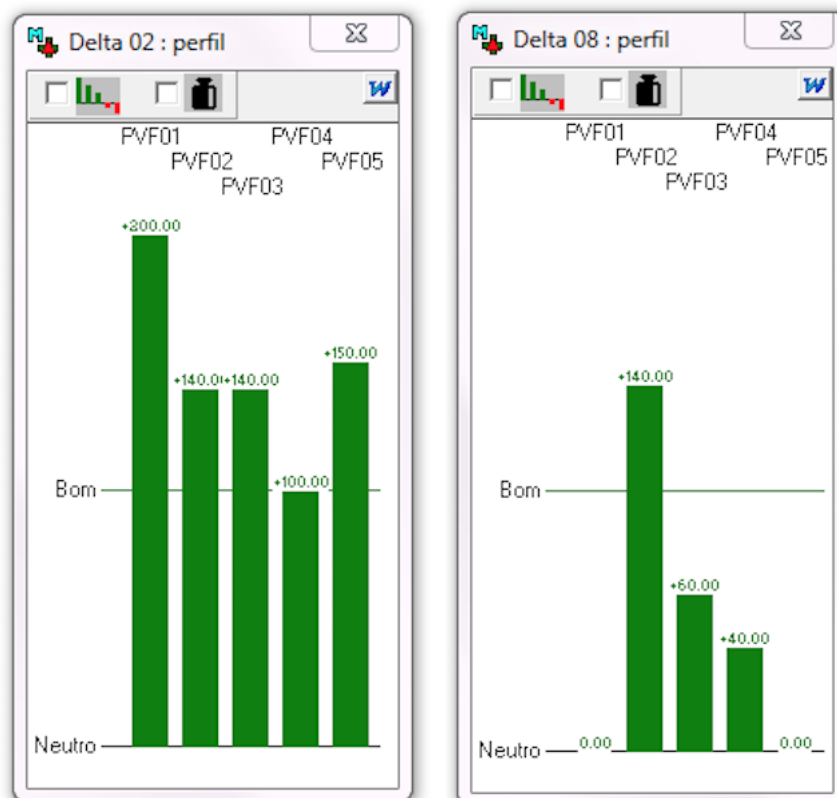 Delta 02 : perfil
PVF01 PVF04
PVF02 PVF05
PVF03
+200.00
+150.00
+140.0 +140.00
Bom
+100.00
Neutro
Delta 08 : perfil
PVF01 PVF04
PVF02 PVF05
PVF03
+140.00
Bom
+60.00
+40.00
Neutro 0.00 0.00